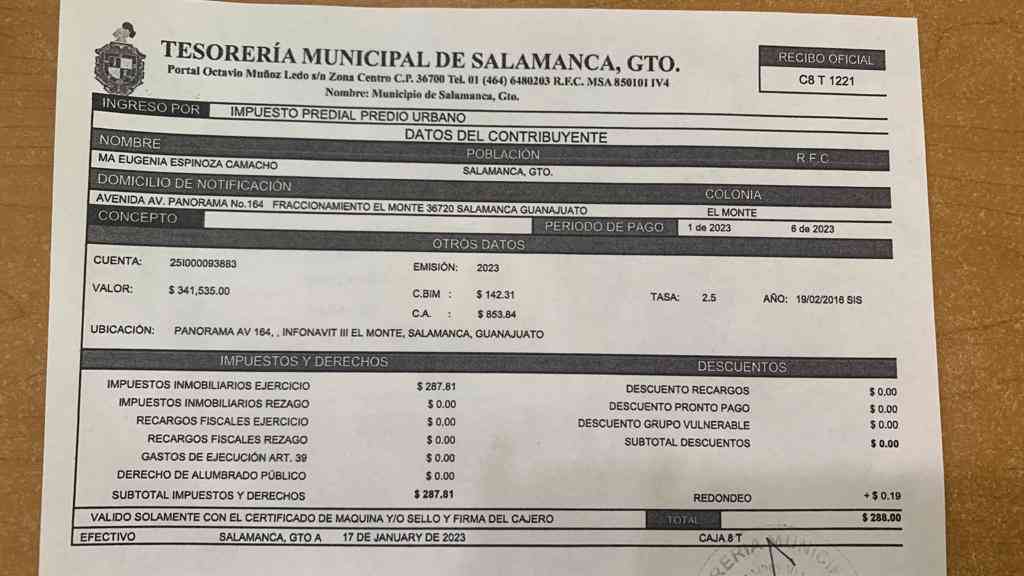 TESORERÍA MUNICIPAL DE SALAMANCA, GTO.
Portal Octavio Muñoz Ledo s/n Zona Centro C.P. 36700 Tel. 01 (464) 6480203 R.F.C. MSA 850101 IV4
Nombre: Municipio de Salamanca, Gto.
RECIBO OFICIAL
C8 T 1221
INGRESO POR IMPUESTO PREDIAL PREDIO URBANO
DATOS DEL CONTRIBUYENTE
NOMBRE POBLACIÓN R.F.C
MA EUGENIA ESPINOZA CAMACHO SALAMANCA, GTO.
DOMICILIO DE NOTIFICACIÓN COLONIA
AVENIDA AV. PANORAMA No.164 FRACCIONAMIENTO EL MONTE 36720 SALAMANCA GUANAJUATO EL MONTE
CONCEPTO PERIODO DE PAGO 1 de 2023 6 de 2023
OTROS DATOS
CUENTA: 25I000093883 EMISIÓN: 2023
VALOR: $ 341,535.00 C.BIM : $ 142.31 TASA: 2.5 AÑO: 19/02/2016 SIS
C.A. : $ 853.84
UBICACIÓN: PANORAMA AV 164, , INFONAVIT III EL MONTE, SALAMANCA, GUANAJUATO
IMPUESTOS Y DERECHOS DESCUENTOS
IMPUESTOS INMOBILIARIOS EJERCICIO $ 287.81 DESCUENTO RECARGOS $ 0.00
IMPUESTOS INMOBILIARIOS REZAGO $ 0.00 DESCUENTO PRONTO PAGO $ 0.00
RECARGOS FISCALES EJERCICIO $ 0.00 DESCUENTO GRUPO VULNERABLE $ 0.00
RECARGOS FISCALES REZAGO $ 0.00 SUBTOTAL DESCUENTOS $ 0.00
GASTOS DE EJECUCIÓN ART. 39 $ 0.00
DERECHO DE ALUMBRADO PÚBLICO $ 0.00
SUBTOTAL IMPUESTOS Y DERECHOS $ 287.81 REDONDEO + $ 0.19
VALIDO SOLAMENTE CON EL CERTIFICADO DE MAQUINA Y/O SELLO Y FIRMA DEL CAJERO TOTAL $ 288.00
EFECTIVO SALAMANCA, GTO A 17 DE JANUARY DE 2023 CAJA 8 T